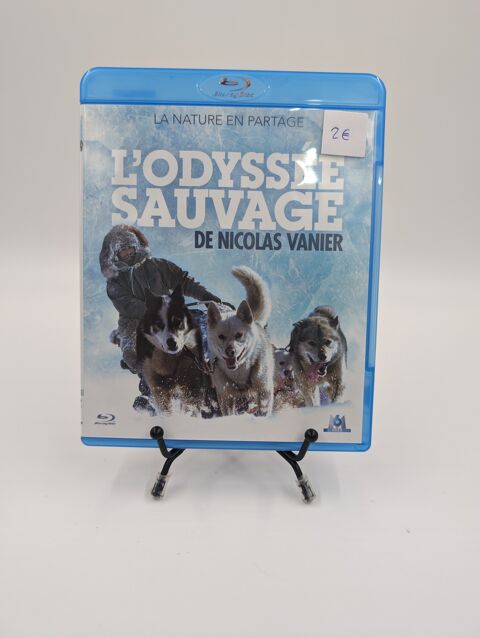 Blu-ray Disc
LA NATURE EN PARTAGE
2€
L'ODYSSÉE
SAUVAGE
DE NICOLAS VANIER
Blu-ray Disc
M6